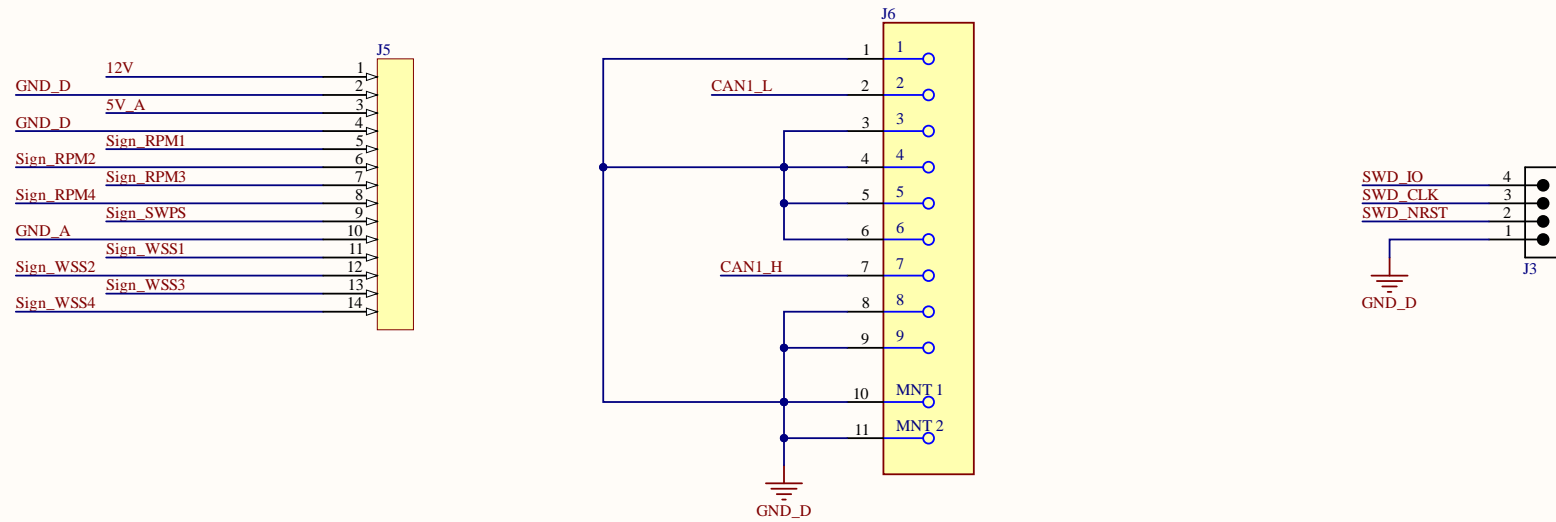 J5
12V 1
GND_D 2
5V_A 3
GND_D 4
Sign_RPM1 5
Sign_RPM2 6
Sign_RPM3 7
Sign_RPM4 8
Sign_SWPS 9
GND_A 10
Sign_WSS1 11
Sign_WSS2 12
Sign_WSS3 13
Sign_WSS4 14
J6
1 1
CAN1_L 2 2
3 3
4 4
5 5
6 6
CAN1_H 7 7
8 8
9 9
10 MNT 1
11 MNT 2
GND_D
SWD_IO 4
SWD_CLK 3
SWD_NRST 2
1
J3
GND_D